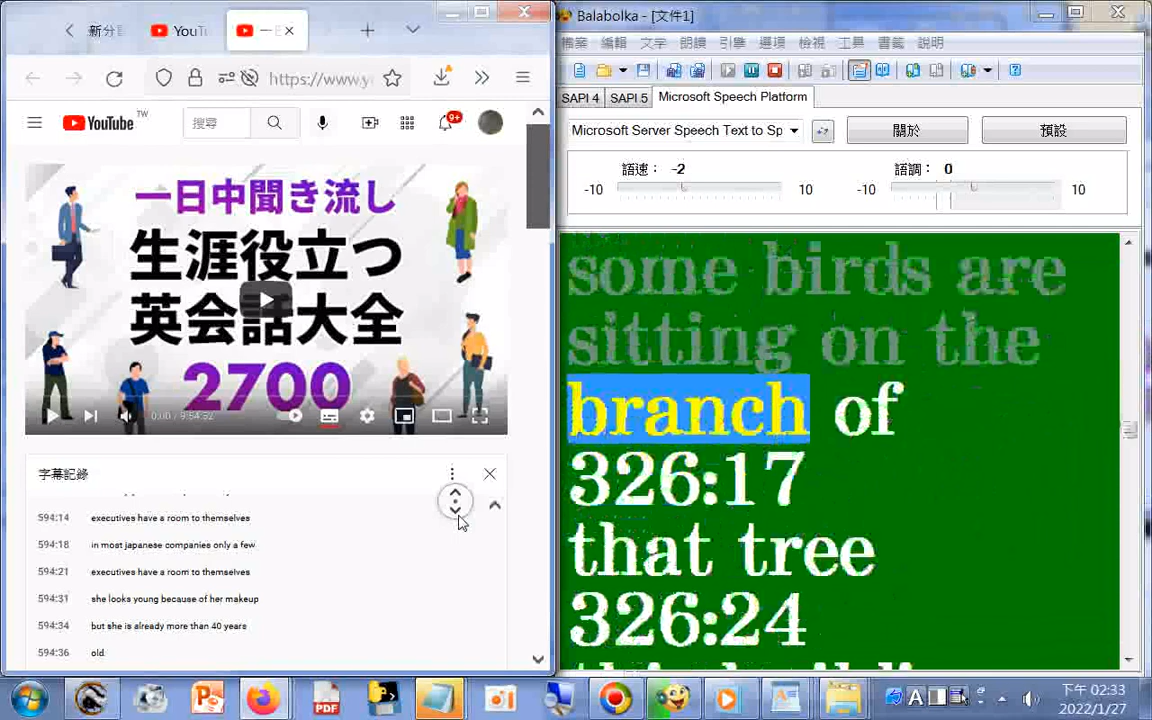 新分
YouTu
一 E
https://www.y
YouTube TW
搜尋
9+
一日中聞き流し
生涯役立つ
英会話大全
2700
0:00 / 9:54:52
字幕記錄
594:14 executives have a room to themselves
594:18 in most japanese companies only a few
594:21 executives have a room to themselves
594:31 she looks young because of her makeup
594:34 but she is already more than 40 years
594:36 old
Balabolka - [文件1]
檔案 編輯 文字 朗讀 引擎 選項 檢視 工具 書籤 說明
SAPI 4 SAPI 5 Microsoft Speech Platform
Microsoft Server Speech Text to Sp
關於
預設
語速： -2
-10 10
語調： 0
-10 10
some birds are
sitting on the
branch of
326:17
that tree
326:24
PDF
A
下午 02:33
2022/1/27